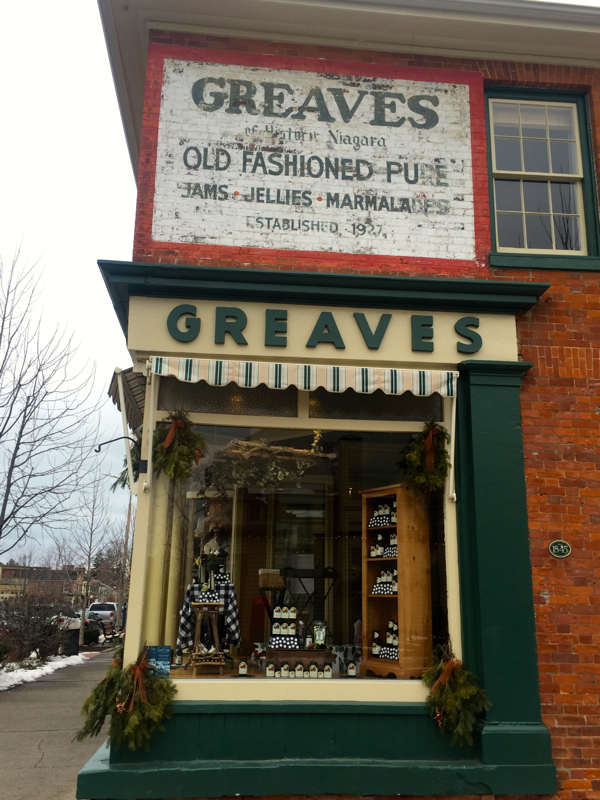 GREAVES
of Historic Niagara
OLD FASHIONED PURE
JAMS • JELLIES • MARMALADES
ESTABLISHED 1927
GREAVES
1845